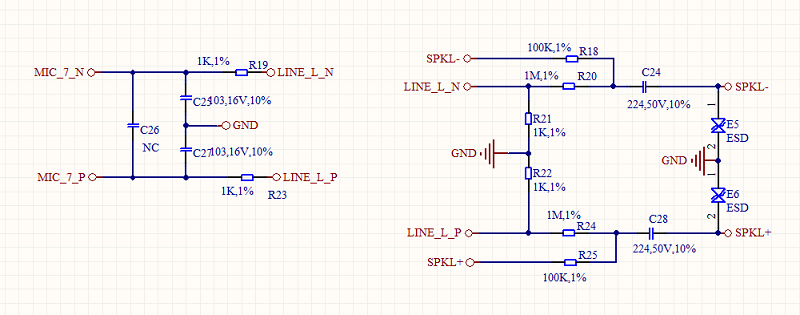 1K,1%
R19
MIC_7_N
LINE_L_N
C25
103,16V,10%
C26
NC
GND
C27
103,16V,10%
MIC_7_P
LINE_L_P
1K,1%
R23
100K,1%
R18
SPKL-
1M,1%
R20
C24
LINE_L_N
SPKL-
224,50V,10%
1
R21
1K,1%
E5
ESD
2
GND
GND
R22
1K,1%
1
E6
ESD
2
1M,1%
R24
C28
LINE_L_P
SPKL+
224,50V,10%
R25
SPKL+
100K,1%